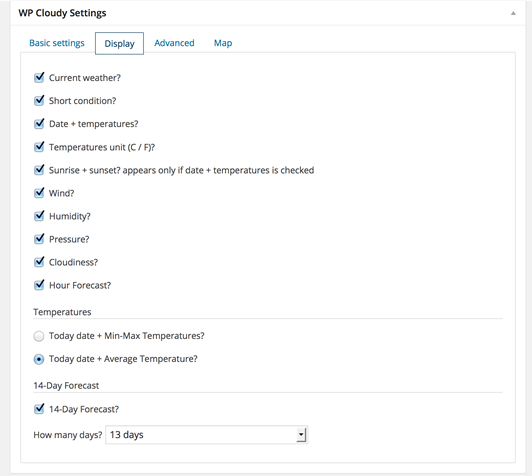 WP Cloudy Settings
Basic settings Display Advanced Map
Current weather?
Short condition?
Date + temperatures?
Temperatures unit (C / F)?
Sunrise + sunset? appears only if date + temperatures is checked
Wind?
Humidity?
Pressure?
Cloudiness?
Hour Forecast?
Temperatures
Today date + Min-Max Temperatures?
Today date + Average Temperature?
14-Day Forecast
14-Day Forecast?
How many days? 13 days